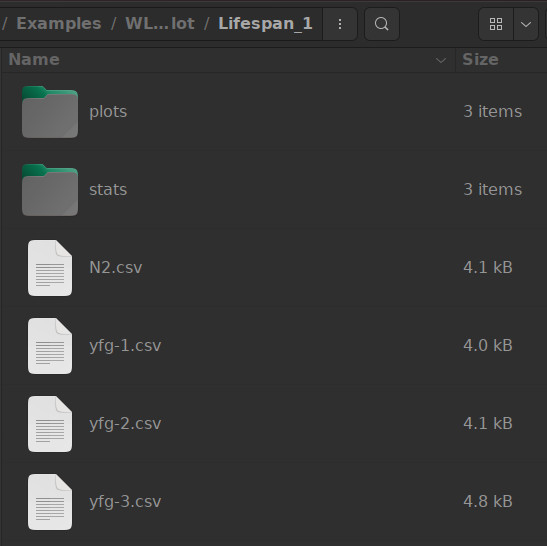 / Examples / WL...lot / Lifespan_1
Name Size
plots 3 items
stats 3 items
N2.csv 4.1 kB
yfg-1.csv 4.0 kB
yfg-2.csv 4.1 kB
yfg-3.csv 4.8 kB